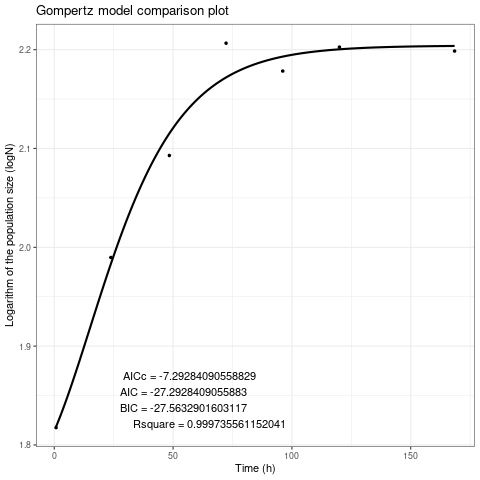 Gompertz model comparison plot
Logarithm of the population size (logN)
2.2
2.1
2.0
1.9
1.8
AICc = -7.29284090558829
AIC = -27.2928409055883
BIC = -27.5632901603117
Rsquare = 0.999735561152041
0 50 100 150
Time (h)